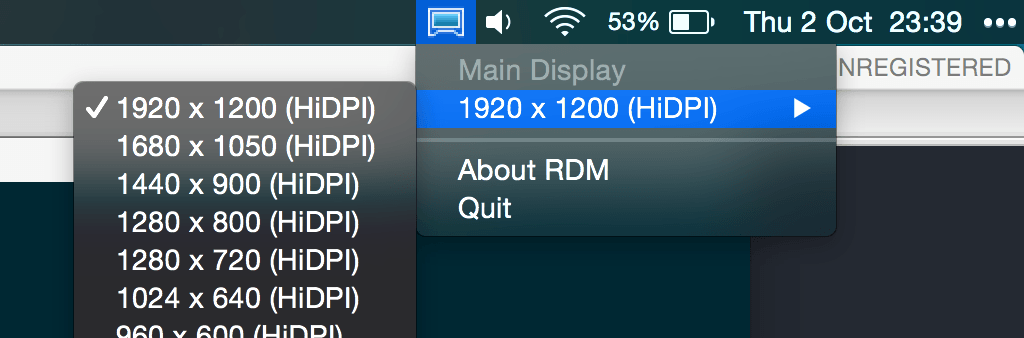 53% Thu 2 Oct 23:39
NREGISTERED
Main Display
1920 x 1200 (HiDPI)
About RDM
Quit
1920 x 1200 (HiDPI)
1680 x 1050 (HiDPI)
1440 x 900 (HiDPI)
1280 x 800 (HiDPI)
1280 x 720 (HiDPI)
1024 x 640 (HiDPI)
960 x 600 (HiDPI)